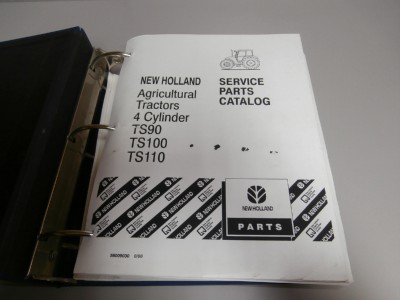 NEW HOLLAND
Agricultural
Tractors
4 Cylinder
TS90
TS100
TS110
SERVICE
PARTS
CATALOG
NEW HOLLAND
PARTS